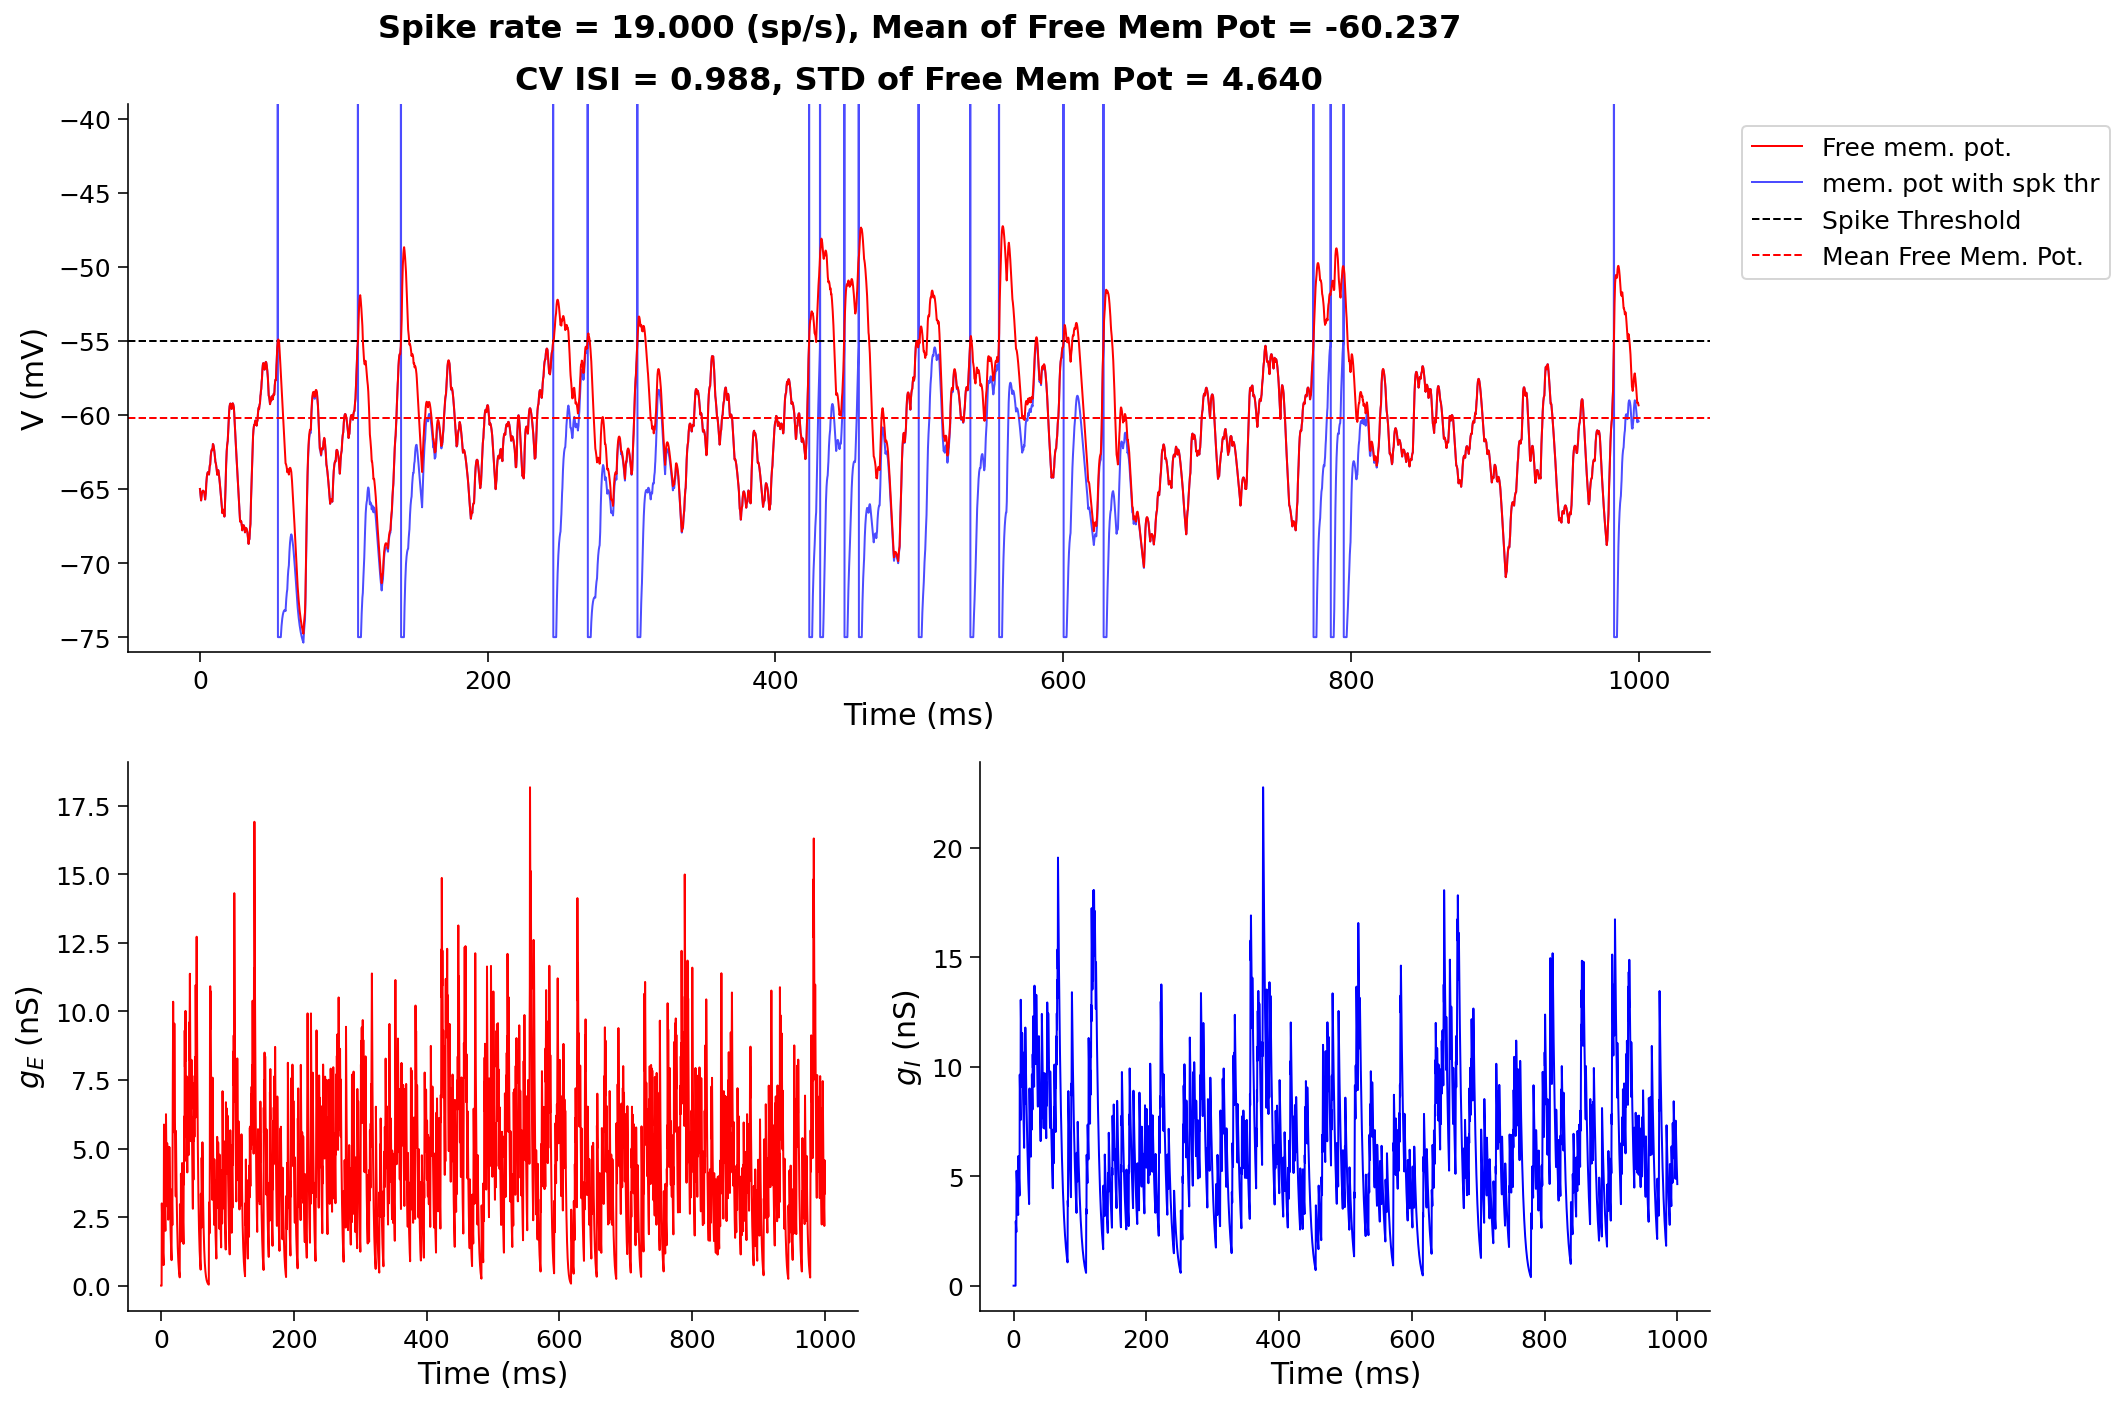 Spike rate = 19.000 (sp/s), Mean of Free Mem Pot = -60.237
CV ISI = 0.988, STD of Free Mem Pot = 4.640
−40
−45
−50
−55
−60
−65
−70
−75
V (mV)
0 200 400 600 800 1000
Time (ms)
Free mem. pot.
mem. pot with spk thr
Spike Threshold
Mean Free Mem. Pot.
17.5
15.0
12.5
10.0
7.5
5.0
2.5
0.0
g_E (nS)
0 200 400 600 800 1000
Time (ms)
20
15
10
5
0
g_I (nS)
0 200 400 600 800 1000
Time (ms)